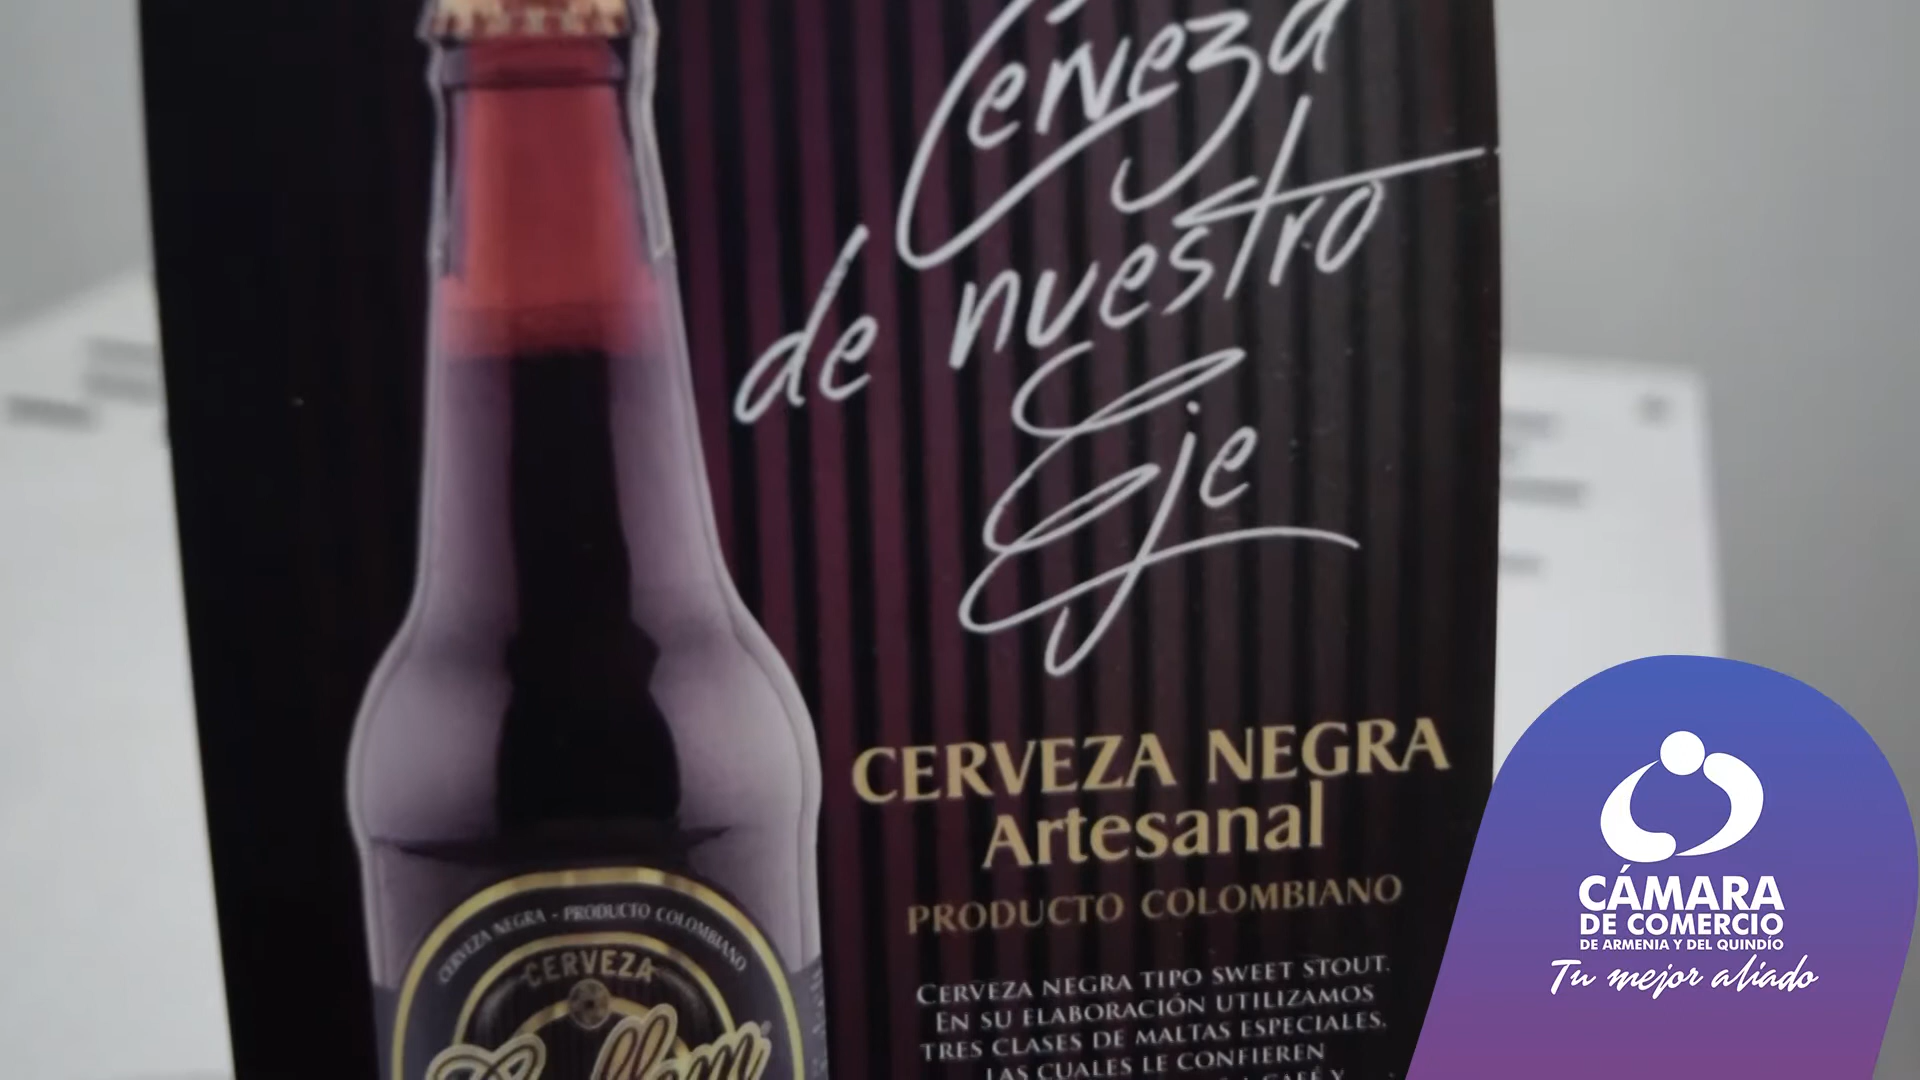 Cerveza
de nuestro
Eje
CERVEZA NEGRA
Artesanal
PRODUCTO COLOMBIANO
CERVEZA NEGRA TIPO SWEET STOUT.
EN SU ELABORACIÓN UTILIZAMOS
TRES CLASES DE MALTAS ESPECIALES,
LAS CUALES LE CONFIEREN
CAFÉ Y
CERVEZA NEGRA - PRODUCTO COLOMBIANO
CERVEZA
CÁMARA
DE COMERCIO
DE ARMENIA Y DEL QUINDÍO
Tu mejor aliado